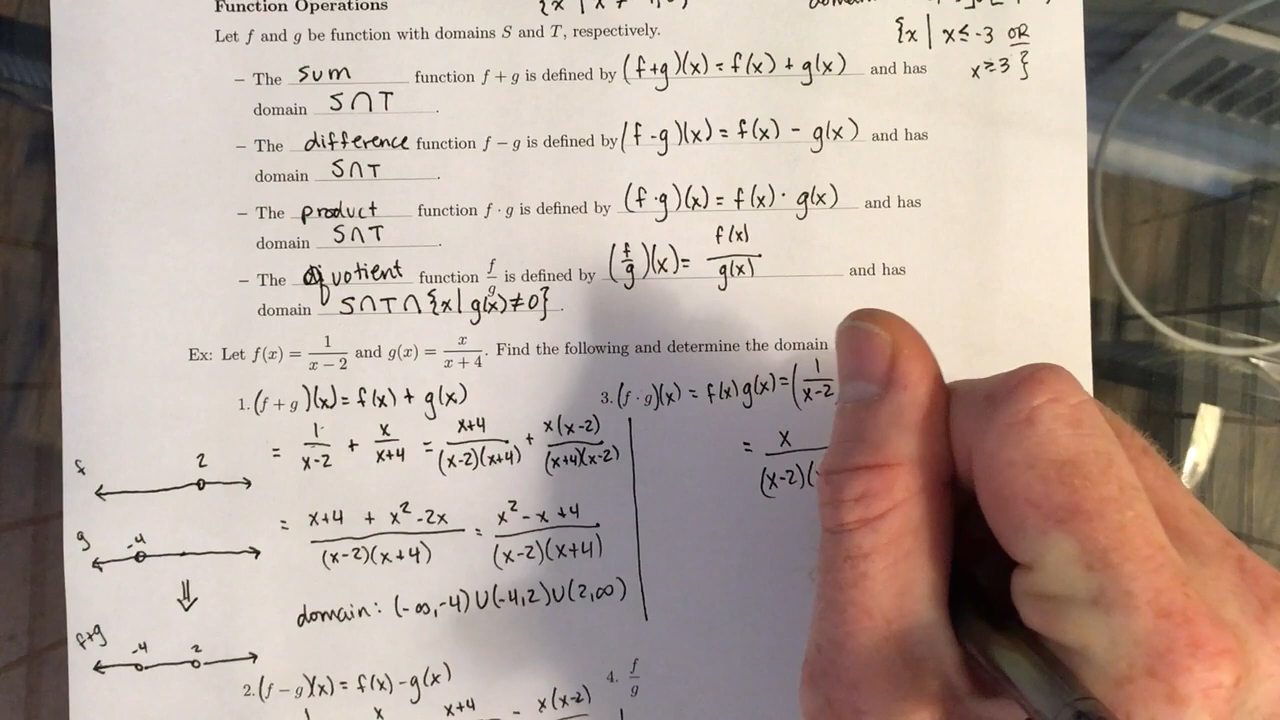 Function Operations
Let f and g be function with domains S and T, respectively.
{x | x ≤ -3 OR
x ≥ 3}
– The sum function f + g is defined by (f+g)(x) = f(x) + g(x) and has
domain S∩T.
– The difference function f − g is defined by (f-g)(x) = f(x) - g(x) and has
domain S∩T.
– The product function f · g is defined by (f·g)(x) = f(x) · g(x) and has
domain S∩T.
– The quotient function f/g is defined by (f/g)(x) = f(x)/g(x) and has
domain S∩T∩{x| g(x)≠0}.
Ex: Let f(x) = 1/(x − 2) and g(x) = x/(x + 4). Find the following and determine the domain
1. (f+g)(x) = f(x) + g(x)
= 1/(x-2) + x/(x+4) = (x+4)/((x-2)(x+4)) + x(x-2)/((x+4)(x-2))
f 2
= (x+4 + x²-2x)/((x-2)(x+4)) = (x²-x+4)/((x-2)(x+4))
g -4
⇓
domain: (-∞,-4)∪(-4,2)∪(2,∞)
f+g -4 2
2. (f-g)(x) = f(x)-g(x)
1 x x+4 - x(x-2)
3. (f·g)(x) = f(x)g(x) = (1/(x-2)
= x/(x-2)(
4. f/g